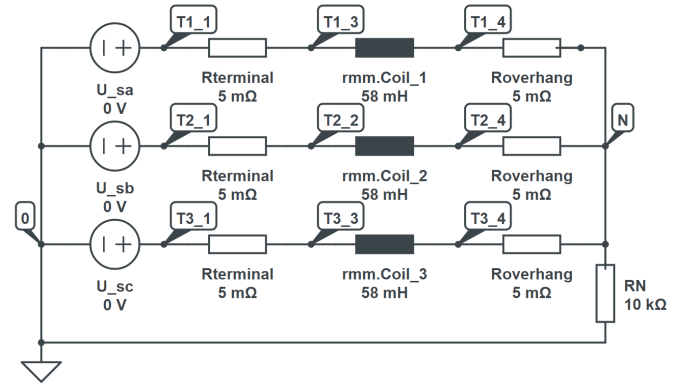 T1_1
T1_3
T1_4
U_sa
0 V
Rterminal
5 mΩ
rmm.Coil_1
58 mH
Roverhang
5 mΩ
T2_1
T2_2
T2_4
N
U_sb
0 V
Rterminal
5 mΩ
rmm.Coil_2
58 mH
Roverhang
5 mΩ
0
T3_1
T3_3
T3_4
U_sc
0 V
Rterminal
5 mΩ
rmm.Coil_3
58 mH
Roverhang
5 mΩ
RN
10 kΩ